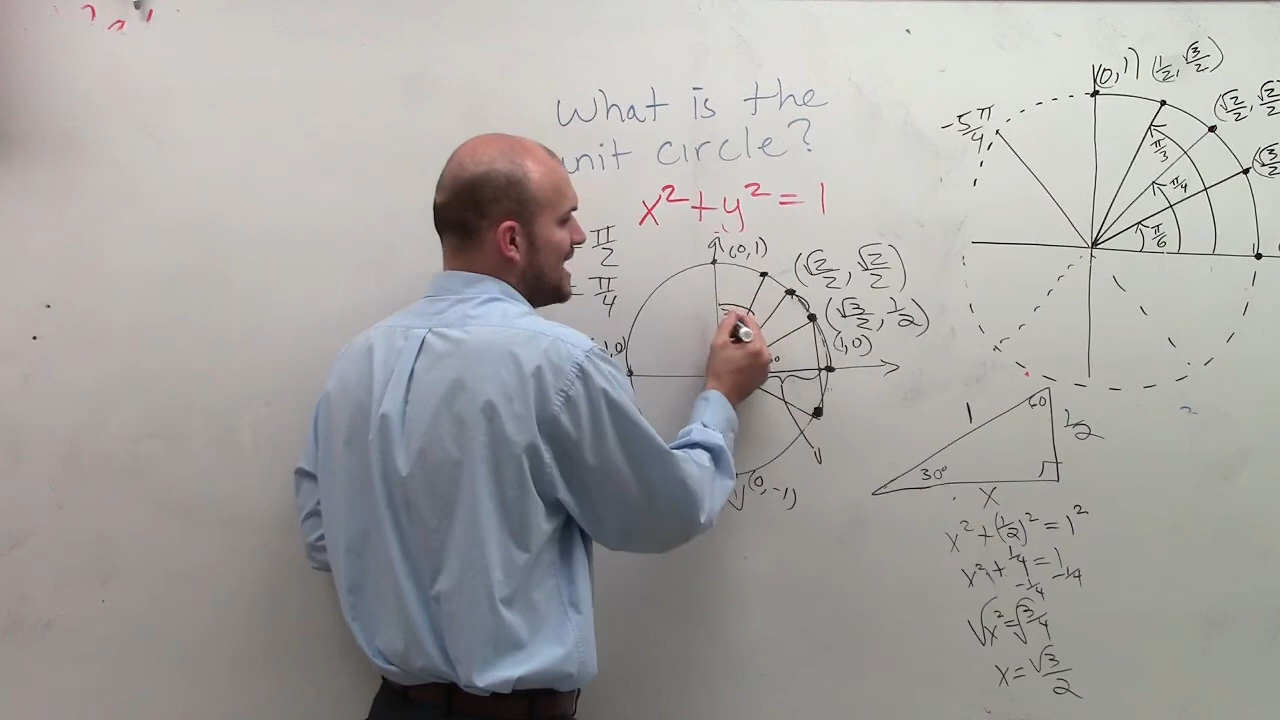 What is the
unit circle?
x² + y² = 1
= π/2
= π/4
(0,1)
(√2/2, √2/2)
(√3/2, 1/2)
(1,0)
,0)
(0,-1)
(0,1)
(1/2, √3/2)
(√2/2, √2/2
(√3/2
-5π/4
π/3
π/4
π/6
1
60
1/2
30°
x
x² + (1/2)² = 1²
x² + 1/4 = 1
-1/4 -1/4
√x² = √3/4
x = √3/2